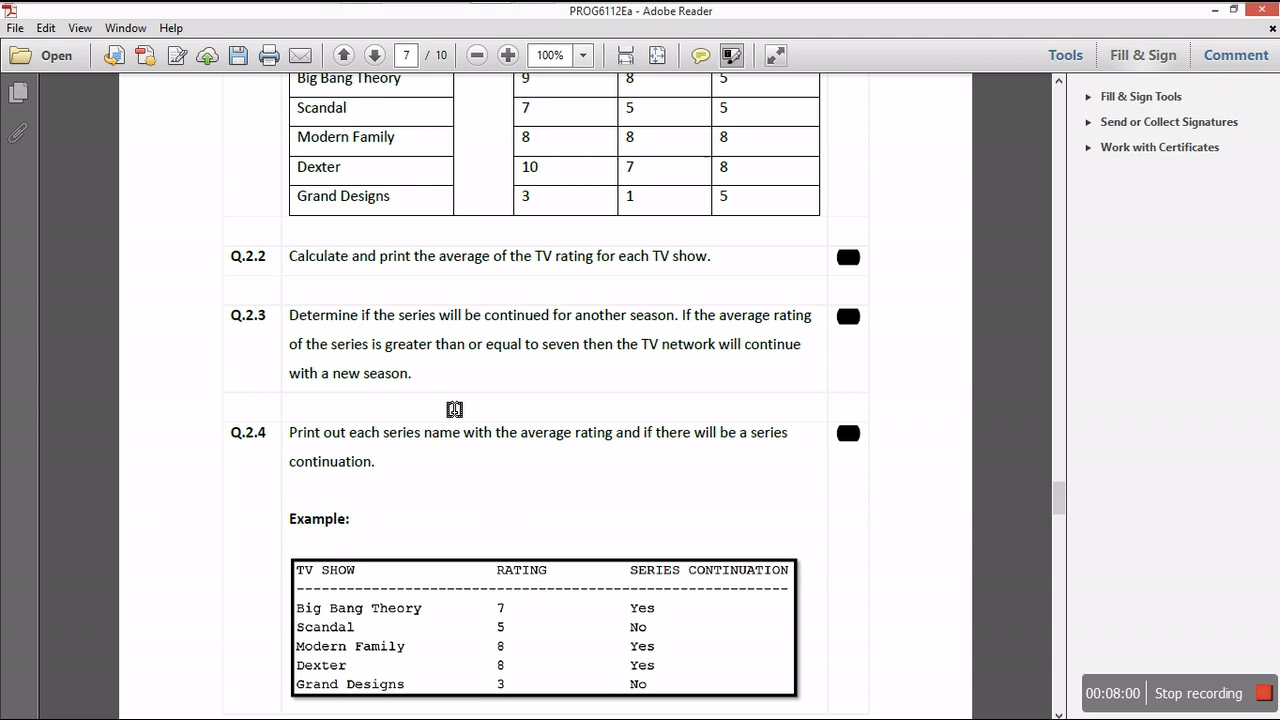 PROG6112Ea - Adobe Reader
File Edit View Window Help
Open 7 / 10 100% Tools Fill & Sign Comment
Fill & Sign Tools
Send or Collect Signatures
Work with Certificates
Big Bang Theory 9 8 5
Scandal 7 5 5
Modern Family 8 8 8
Dexter 10 7 8
Grand Designs 3 1 5
Q.2.2 Calculate and print the average of the TV rating for each TV show.
Q.2.3 Determine if the series will be continued for another season. If the average rating
of the series is greater than or equal to seven then the TV network will continue
with a new season.
Q.2.4 Print out each series name with the average rating and if there will be a series
continuation.
Example:
TV SHOW RATING SERIES CONTINUATION
------------------------------------------------------------
Big Bang Theory 7 Yes
Scandal 5 No
Modern Family 8 Yes
Dexter 8 Yes
Grand Designs 3 No
00:08:00 Stop recording